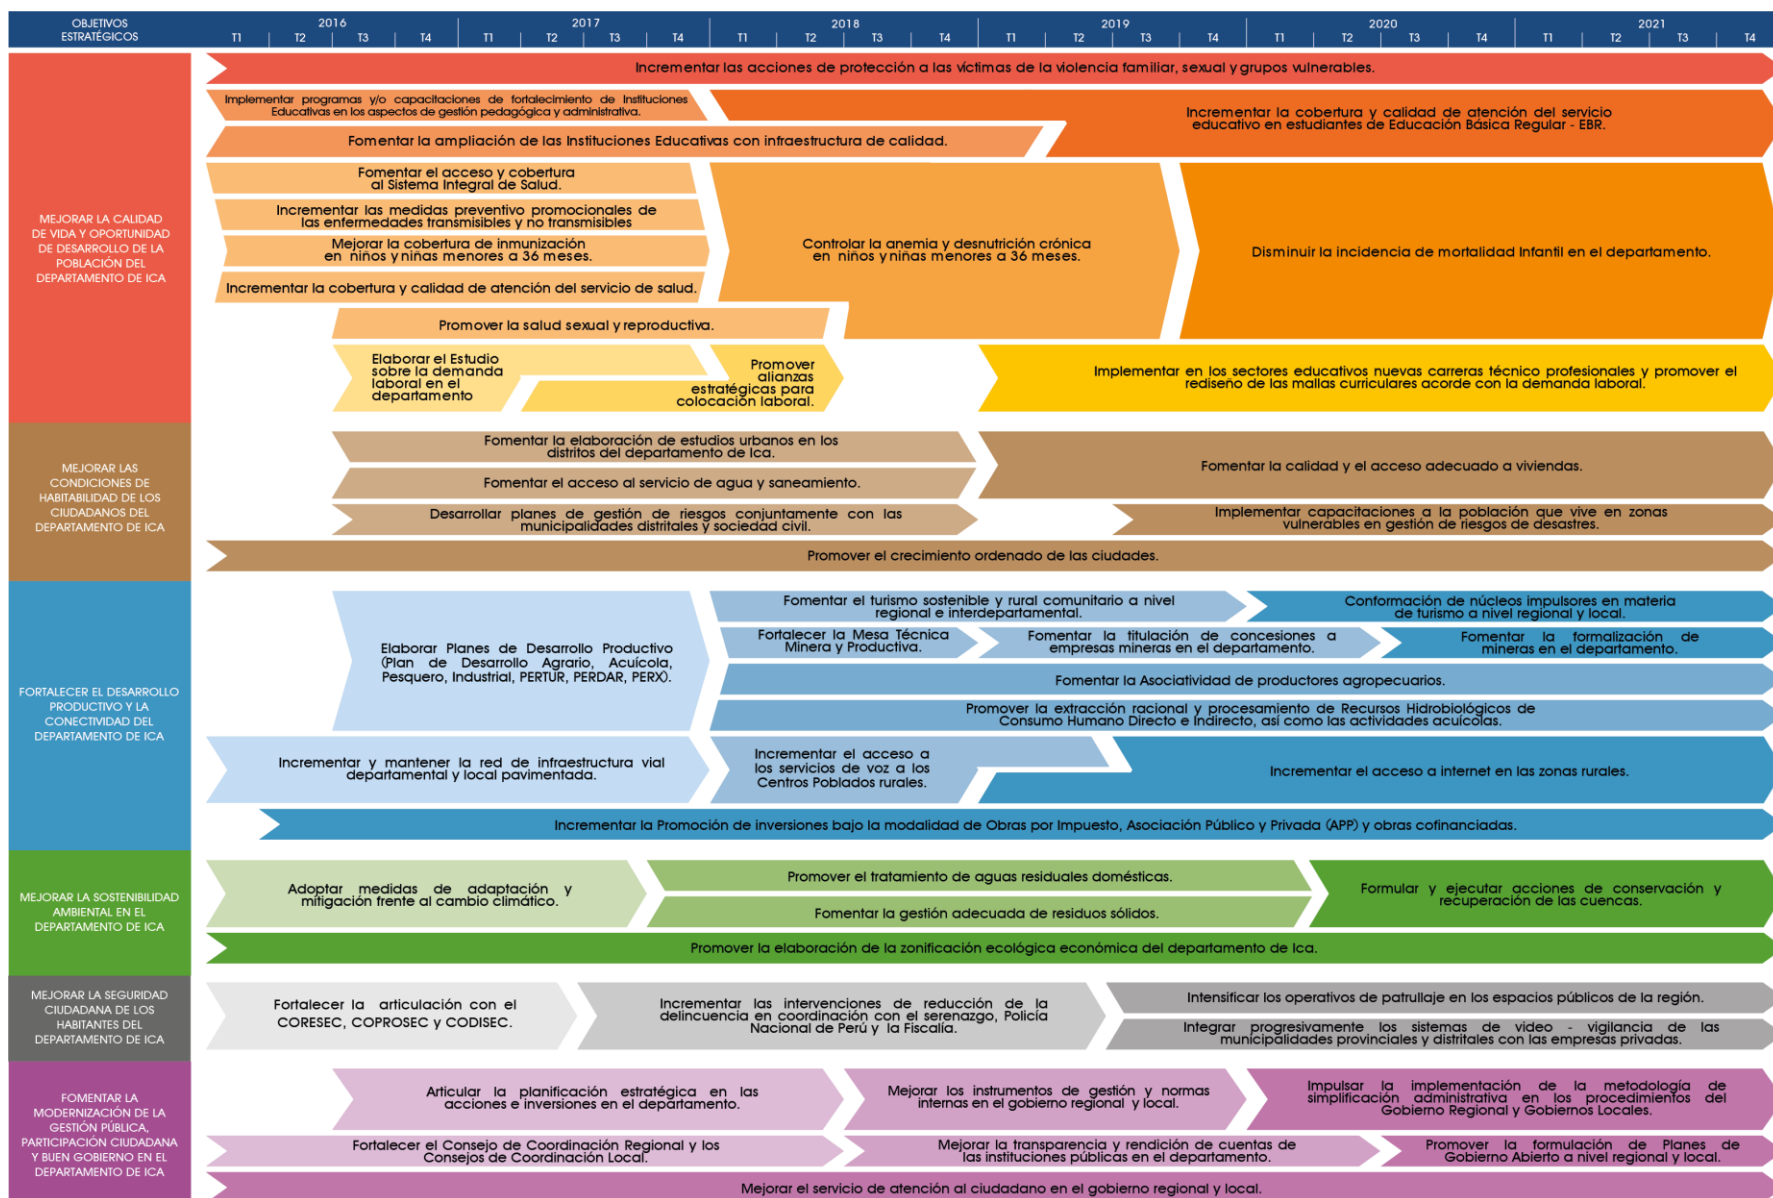 OBJETIVOS
ESTRATÉGICOS
2016
2017
2018
2019
2020
2021
T1 T2 T3 T4 T1 T2 T3 T4 T1 T2 T3 T4 T1 T2 T3 T4 T1 T2 T3 T4 T1 T2 T3 T4
MEJORAR LA CALIDAD
DE VIDA Y OPORTUNIDAD
DE DESARROLLO DE LA
POBLACIÓN DEL
DEPARTAMENTO DE ICA
Incrementar las acciones de protección a las víctimas de la violencia familiar, sexual y grupos vulnerables.
Implementar programas y/o capacitaciones de fortalecimiento de Instituciones
Educativas en los aspectos de gestión pedagógica y administrativa.
Incrementar la cobertura y calidad de atención del servicio
educativo en estudiantes de Educación Básica Regular - EBR.
Fomentar la ampliación de las Instituciones Educativas con infraestructura de calidad.
Fomentar el acceso y cobertura
al Sistema Integral de Salud.
Incrementar las medidas preventivo promocionales de
las enfermedades transmisibles y no transmisibles
Mejorar la cobertura de inmunización
en niños y niñas menores a 36 meses.
Incrementar la cobertura y calidad de atención del servicio de salud.
Controlar la anemia y desnutrición crónica
en niños y niñas menores a 36 meses.
Disminuir la incidencia de mortalidad Infantil en el departamento.
Promover la salud sexual y reproductiva.
Elaborar el Estudio
sobre la demanda
laboral en el
departamento
Promover
alianzas
estratégicas para
colocación laboral.
Implementar en los sectores educativos nuevas carreras técnico profesionales y promover el
rediseño de las mallas curriculares acorde con la demanda laboral.
MEJORAR LAS
CONDICIONES DE
HABITABILIDAD DE LOS
CIUDADANOS DEL
DEPARTAMENTO DE ICA
Fomentar la elaboración de estudios urbanos en los
distritos del departamento de Ica.
Fomentar el acceso al servicio de agua y saneamiento.
Fomentar la calidad y el acceso adecuado a viviendas.
Desarrollar planes de gestión de riesgos conjuntamente con las
municipalidades distritales y sociedad civil.
Implementar capacitaciones a la población que vive en zonas
vulnerables en gestión de riesgos de desastres.
Promover el crecimiento ordenado de las ciudades.
FORTALECER EL DESARROLLO
PRODUCTIVO Y LA
CONECTIVIDAD DEL
DEPARTAMENTO DE ICA
Elaborar Planes de Desarrollo Productivo
(Plan de Desarrollo Agrario, Acuícola,
Pesquero, Industrial, PERTUR, PERDAR, PERX).
Fomentar el turismo sostenible y rural comunitario a nivel
regional e interdepartamental.
Conformación de núcleos impulsores en materia
de turismo a nivel regional y local.
Fortalecer la Mesa Técnica
Minera y Productiva.
Fomentar la titulación de concesiones a
empresas mineras en el departamento.
Fomentar la formalización de
mineras en el departamento.
Fomentar la Asociatividad de productores agropecuarios.
Promover la extracción racional y procesamiento de Recursos Hidrobiológicos de
Consumo Humano Directo e Indirecto, así como las actividades acuícolas.
Incrementar y mantener la red de infraestructura vial
departamental y local pavimentada.
Incrementar el acceso a
los servicios de voz a los
Centros Poblados rurales.
Incrementar el acceso a internet en las zonas rurales.
Incrementar la Promoción de inversiones bajo la modalidad de Obras por Impuesto, Asociación Público y Privada (APP) y obras cofinanciadas.
MEJORAR LA SOSTENIBILIDAD
AMBIENTAL EN EL
DEPARTAMENTO DE ICA
Adoptar medidas de adaptación y
mitigación frente al cambio climático.
Promover el tratamiento de aguas residuales domésticas.
Fomentar la gestión adecuada de residuos sólidos.
Formular y ejecutar acciones de conservación y
recuperación de las cuencas.
Promover la elaboración de la zonificación ecológica económica del departamento de Ica.
MEJORAR LA SEGURIDAD
CIUDADANA DE LOS
HABITANTES DEL
DEPARTAMENTO DE ICA
Fortalecer la articulación con el
CORESEC, COPROSEC y CODISEC.
Incrementar las intervenciones de reducción de la
delincuencia en coordinación con el serenazgo, Policía
Nacional de Perú y la Fiscalía.
Intensificar los operativos de patrullaje en los espacios públicos de la región.
Integrar progresivamente los sistemas de video - vigilancia de las
municipalidades provinciales y distritales con las empresas privadas.
FOMENTAR LA
MODERNIZACIÓN DE LA
GESTIÓN PÚBLICA,
PARTICIPACIÓN CIUDADANA
Y BUEN GOBIERNO EN EL
DEPARTAMENTO DE ICA
Articular la planificación estratégica en las
acciones e inversiones en el departamento.
Mejorar los instrumentos de gestión y normas
internas en el gobierno regional y local.
Impulsar la implementación de la metodología de
simplificación administrativa en los procedimientos del
Gobierno Regional y Gobiernos Locales.
Fortalecer el Consejo de Coordinación Regional y los
Consejos de Coordinación Local.
Mejorar la transparencia y rendición de cuentas de
las instituciones públicas en el departamento.
Promover la formulación de Planes de
Gobierno Abierto a nivel regional y local.
Mejorar el servicio de atención al ciudadano en el gobierno regional y local.